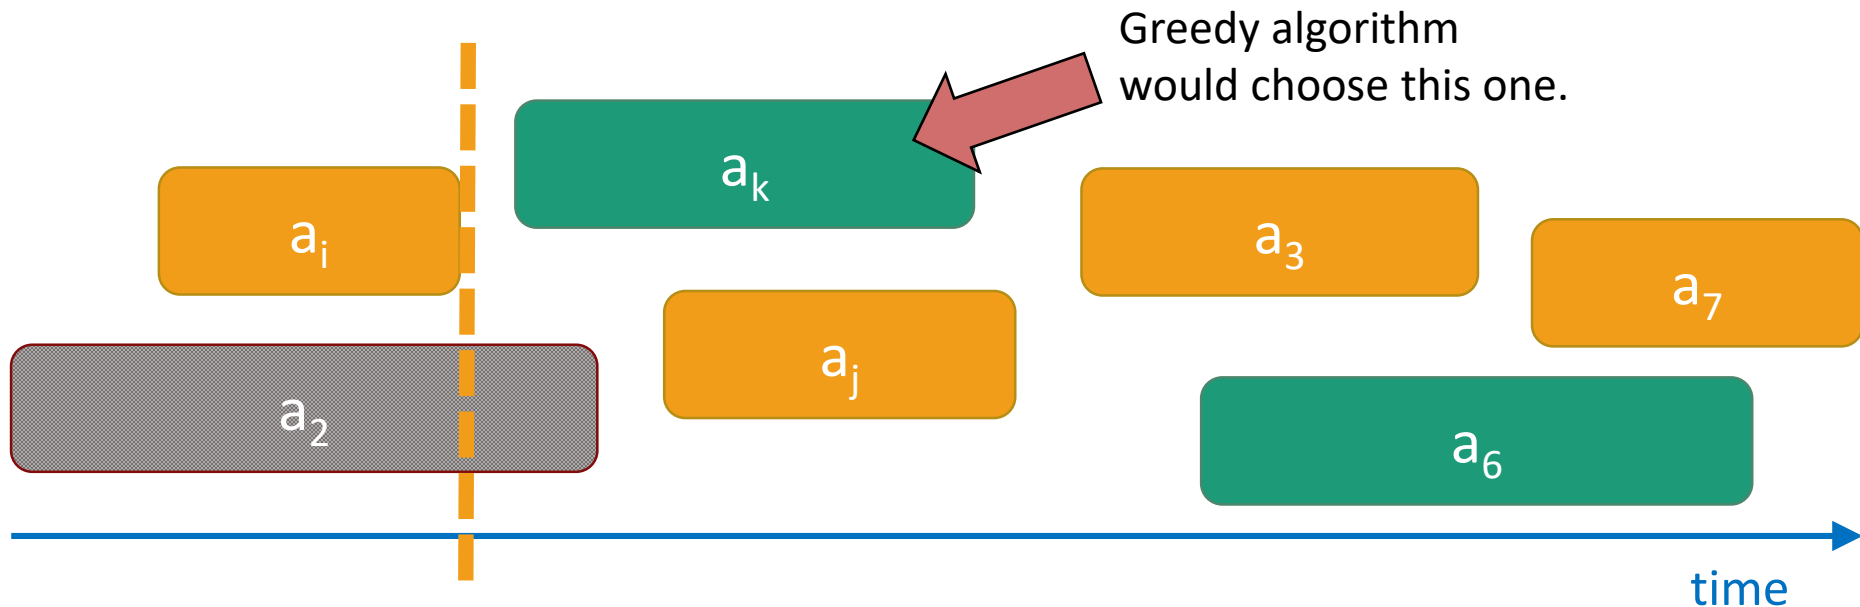 Greedy algorithm
would choose this one.
aₖ
aᵢ
a₃
a₇
aⱼ
a₂
a₆
time